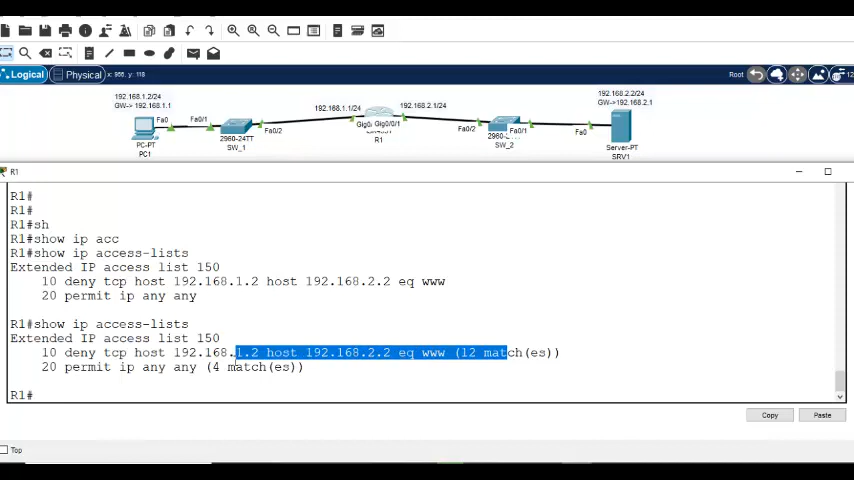 Logical
Physical
x: 966, y: 118
Root
192.168.1.2/24
GW-> 192.168.1.1
192.168.1.1/24
192.168.2.1/24
192.168.2.2/24
GW-> 192.168.2.1
Fa0
Fa0/1
Fa0/2
Gig0/0/1
Fa0/2
Fa0/1
Fa0
PC-PT
PC1
2960-24TT
SW_1
R1
SW_2
Server-PT
SRV1
R1
R1#
R1#
R1#sh
R1#show ip acc
R1#show ip access-lists
Extended IP access list 150
10 deny tcp host 192.168.1.2 host 192.168.2.2 eq www
20 permit ip any any
R1#show ip access-lists
Extended IP access list 150
10 deny tcp host 192.168.1.2 host 192.168.2.2 eq www (12 match(es))
20 permit ip any any (4 match(es))
R1#
Copy
Paste
Top